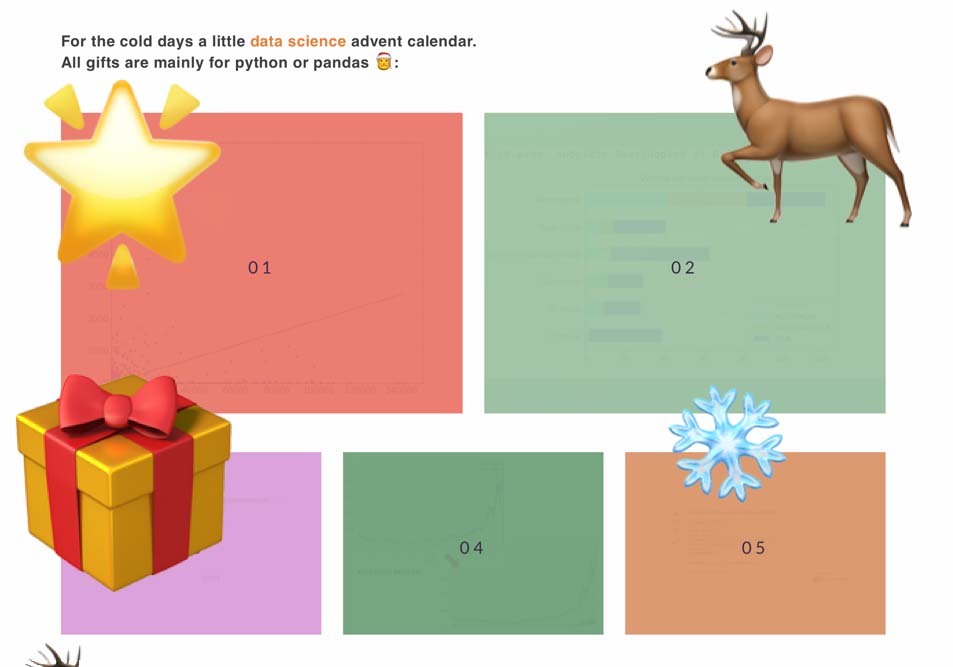 For the cold days a little data science advent calendar.
All gifts are mainly for python or pandas 🎅:
01
02
04
05